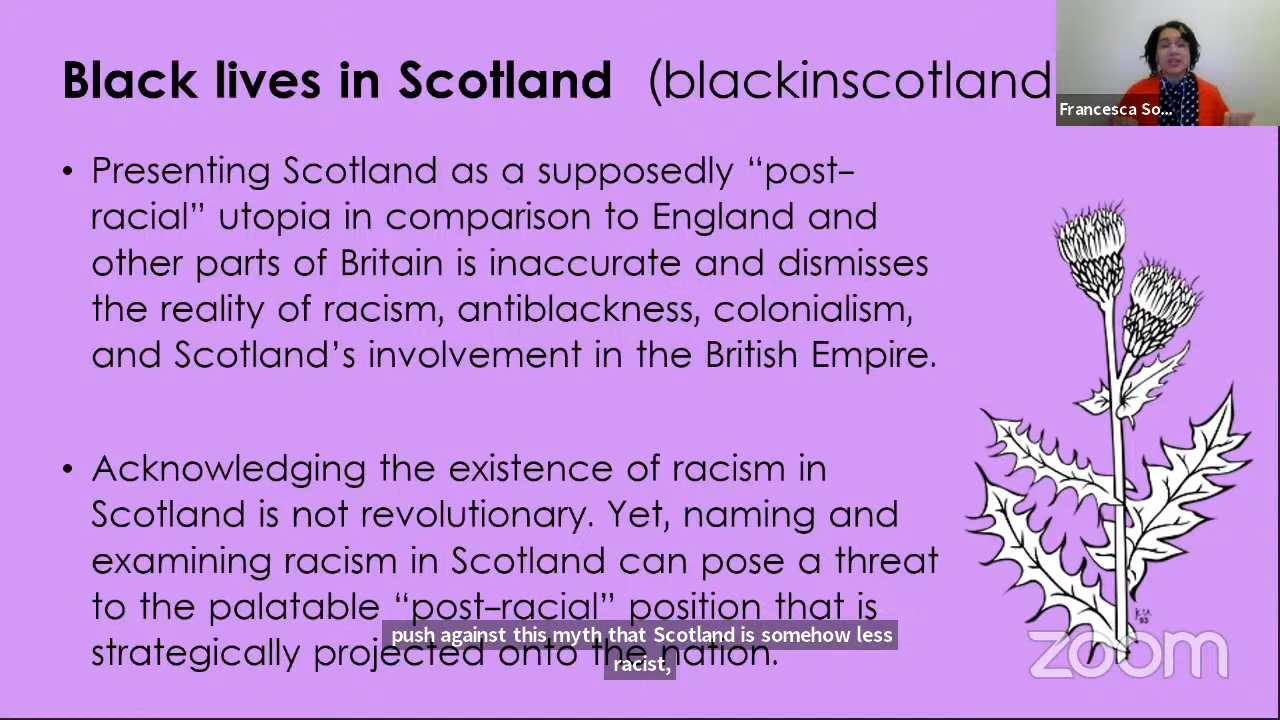 Black lives in Scotland (blackinscotland
Francesca So...
• Presenting Scotland as a supposedly “post-
racial” utopia in comparison to England and
other parts of Britain is inaccurate and dismisses
the reality of racism, antiblackness, colonialism,
and Scotland’s involvement in the British Empire.
• Acknowledging the existence of racism in
Scotland is not revolutionary. Yet, naming and
examining racism in Scotland can pose a threat
to the palatable “post-racial” position that is
strategically projected onto the nation.
push against this myth that Scotland is somehow less
racist,
zoom